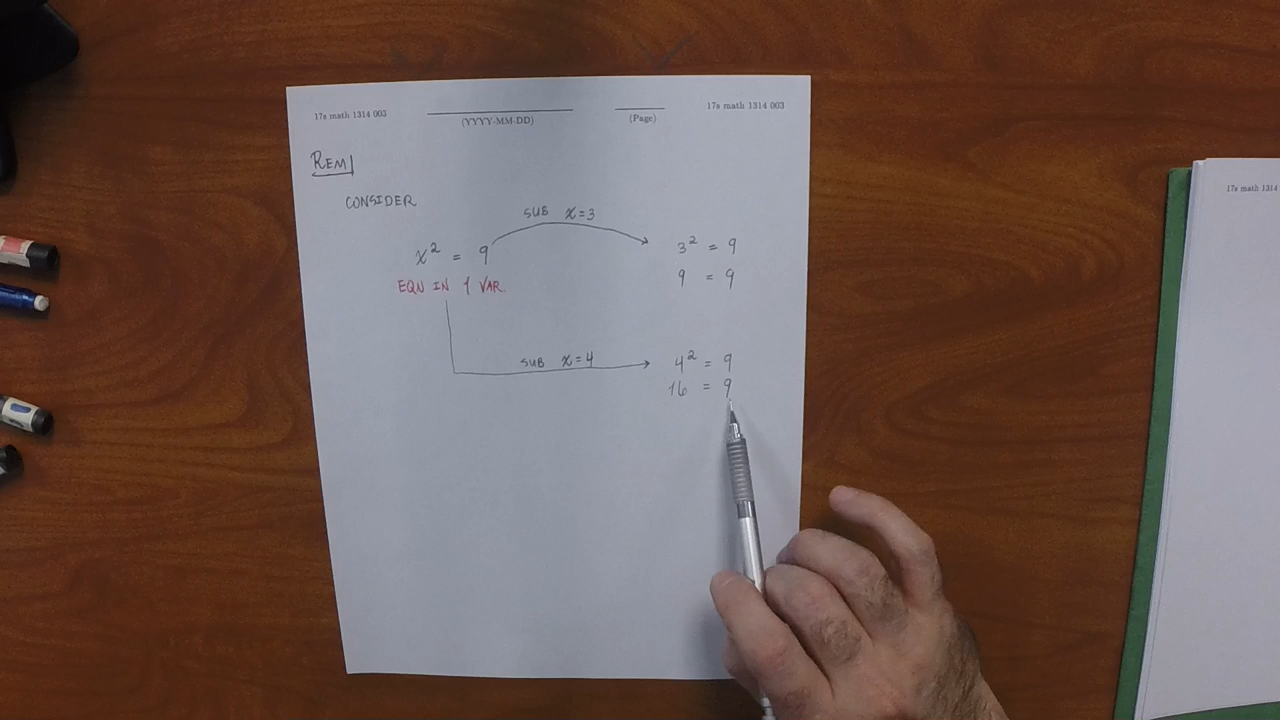 17s math 1314 003
(YYYY-MM-DD)
(Page)
17s math 1314 003
REM
CONSIDER
SUB x=3
x² = 9
3² = 9
EQN IN 1 VAR.
9 = 9
SUB x=4
4² = 9
16 = 9
17s math 1314